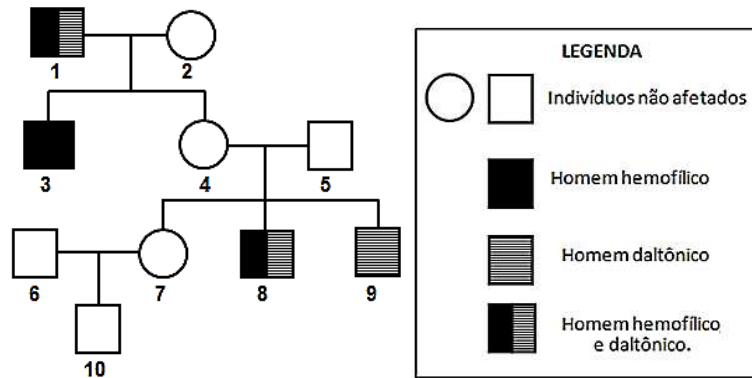 1
2
3
4
5
6
7
8
9
10
LEGENDA
Indivíduos não afetados
Homem hemofílico
Homem daltônico
Homem hemofílico
e daltônico.